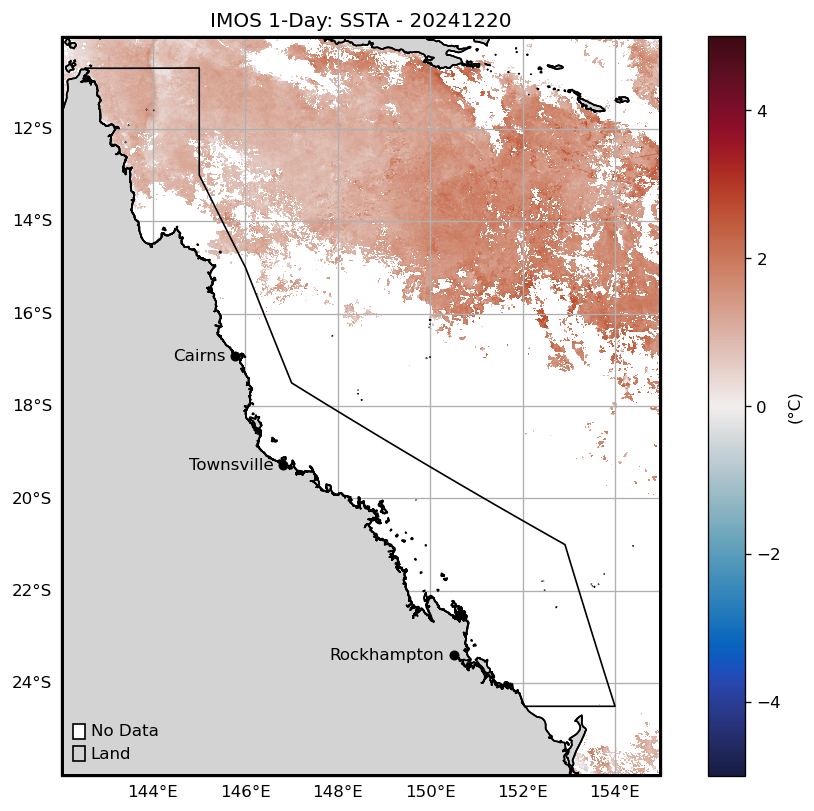 IMOS 1-Day: SSTA - 20241220
12°S
14°S
16°S
18°S
20°S
22°S
24°S
Cairns
Townsville
Rockhampton
No Data
Land
144°E 146°E 148°E 150°E 152°E 154°E
4
2
0
−2
−4
(°C)